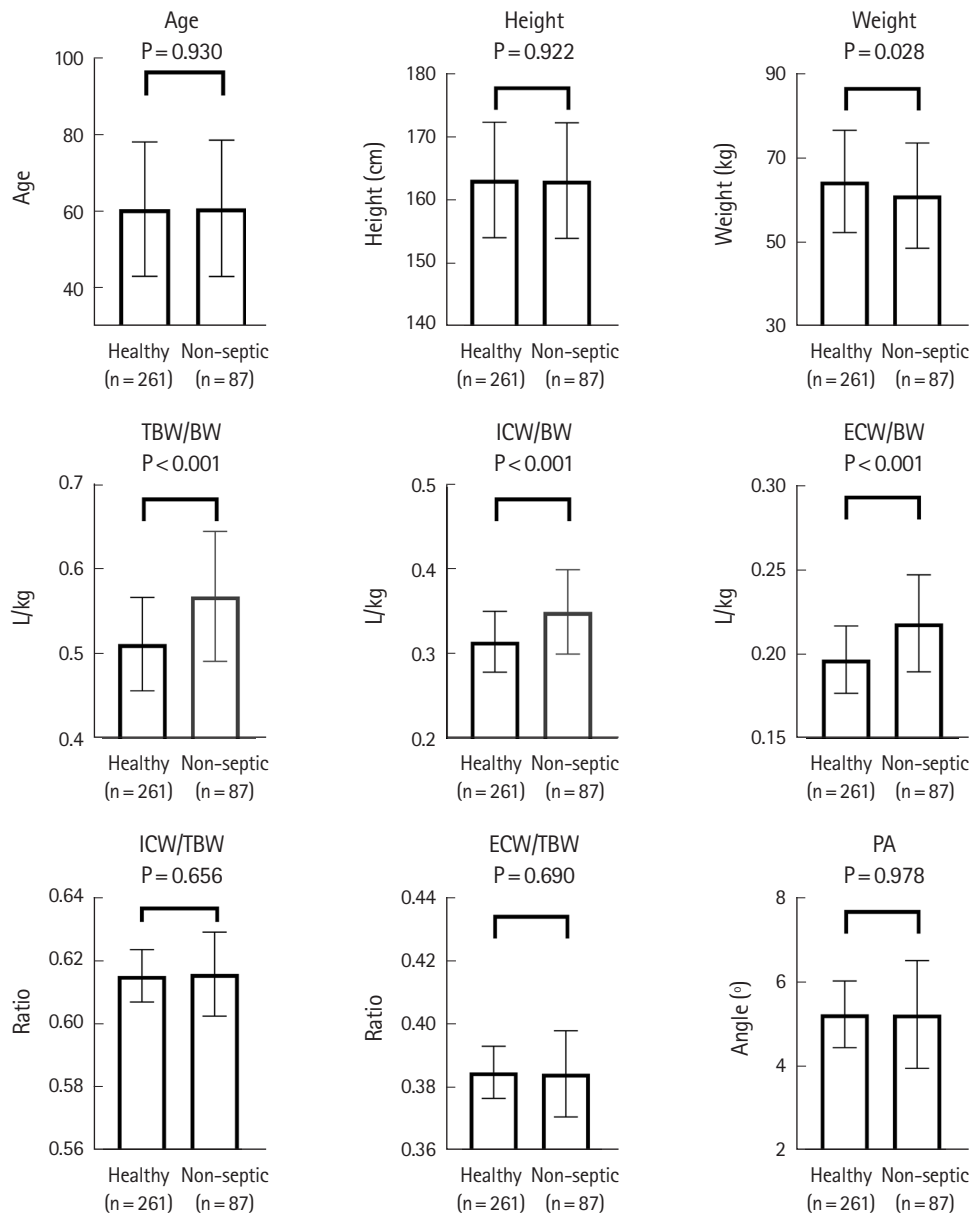 Age
P = 0.930
100
80
60
40
Age
Healthy Non-septic
(n = 261) (n = 87)
Height
P = 0.922
180
170
160
150
140
Height (cm)
Healthy Non-septic
(n = 261) (n = 87)
Weight
P = 0.028
90
70
50
30
Weight (kg)
Healthy Non-septic
(n = 261) (n = 87)
TBW/BW
P < 0.001
0.7
0.6
0.5
0.4
L/kg
Healthy Non-septic
(n = 261) (n = 87)
ICW/BW
P < 0.001
0.5
0.4
0.3
0.2
L/kg
Healthy Non-septic
(n = 261) (n = 87)
ECW/BW
P < 0.001
0.30
0.25
0.20
0.15
L/kg
Healthy Non-septic
(n = 261) (n = 87)
ICW/TBW
P = 0.656
0.64
0.62
0.60
0.58
0.56
Ratio
Healthy Non-septic
(n = 261) (n = 87)
ECW/TBW
P = 0.690
0.44
0.42
0.40
0.38
0.36
Ratio
Healthy Non-septic
(n = 261) (n = 87)
PA
P = 0.978
8
6
4
2
Angle (º)
Healthy Non-septic
(n = 261) (n = 87)